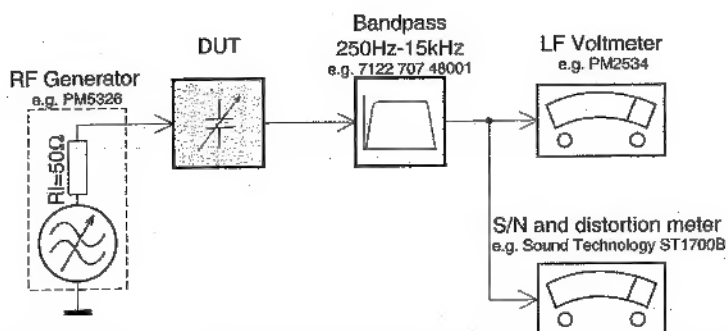 Bandpass
250Hz-15kHz
e.g. 7122 707 48001
DUT
LF Voltmeter
e.g. PM2534
RF Generator
e.g. PM5326
RI=50Ω
S/N and distortion meter
e.g. Sound Technology ST1700B